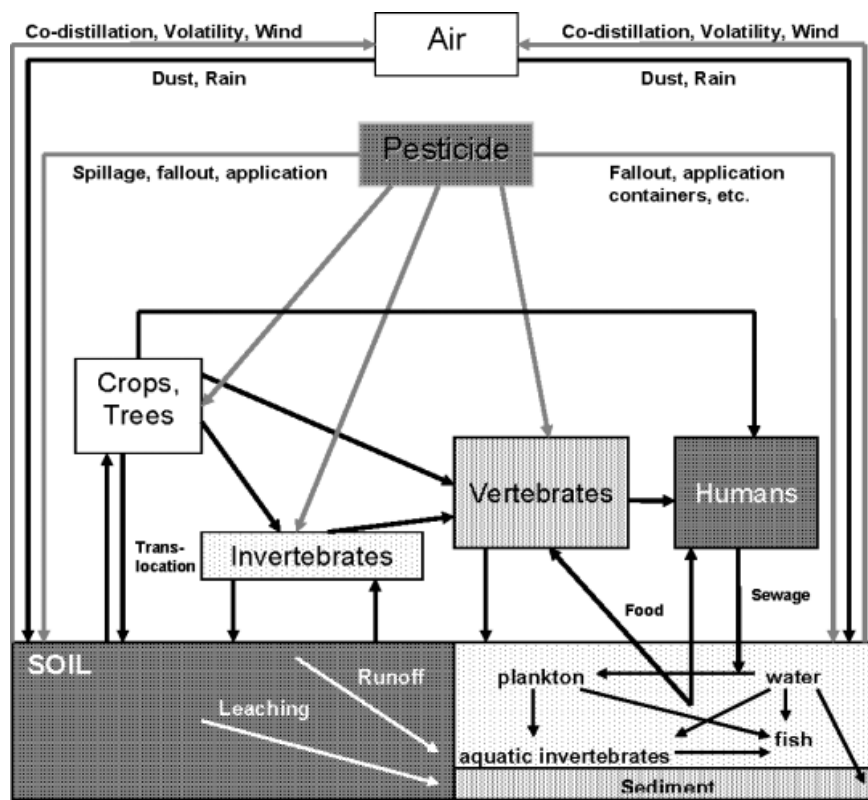 Co-distillation, Volatility, Wind
Air
Co-distillation, Volatility, Wind
Dust, Rain
Dust, Rain
Pesticide
Spillage, fallout, application
Fallout, application
containers, etc.
Crops,
Trees
Vertebrates
Humans
Trans-
location
Invertebrates
Food
Sewage
SOIL
Runoff
Leaching
plankton
water
fish
aquatic invertebrates
Sediment